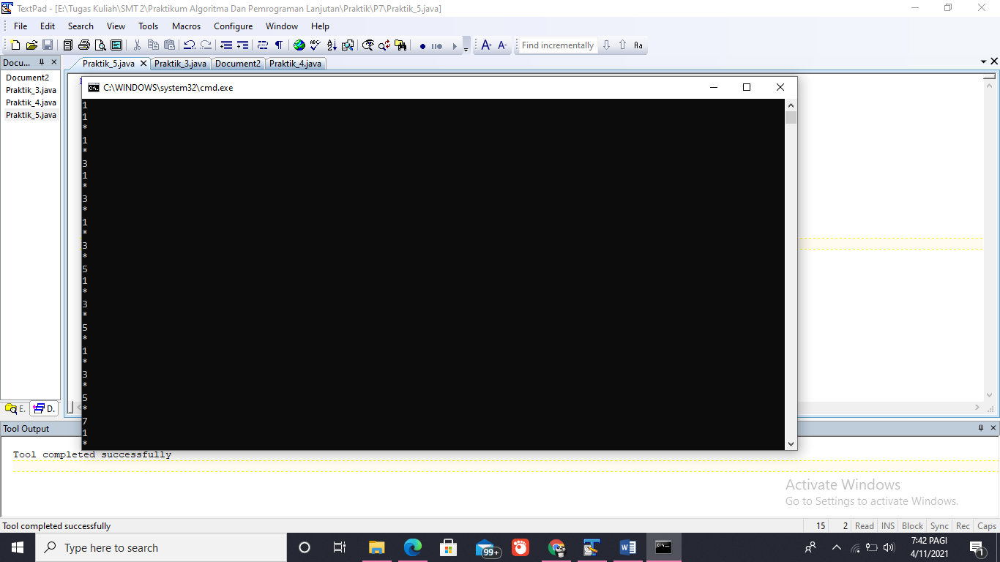 TextPad - [E:\Tugas Kuliah\SMT 2\Praktikum Algoritma Dan Pemrograman Lanjutan\Praktik\P7\Praktik_5.java]
File Edit Search View Tools Macros Configure Window Help
Find incrementally Aa
Docu...
Praktik_5.java Praktik_3.java Document2 Praktik_4.java
Document2
Praktik_3.java
Praktik_4.java
Praktik_5.java
C:\WINDOWS\system32\cmd.exe
1
1
*
1
*
3
1
*
3
*
1
*
3
*
5
1
*
3
*
5
*
1
*
3
*
5
*
7
1
*
E. D.
Tool Output
Tool completed successfully
Activate Windows
Go to Settings to activate Windows.
Tool completed successfully 15 2 Read INS Block Sync Rec Caps
Type here to search
99+
7:42 PAGI
4/11/2021
1